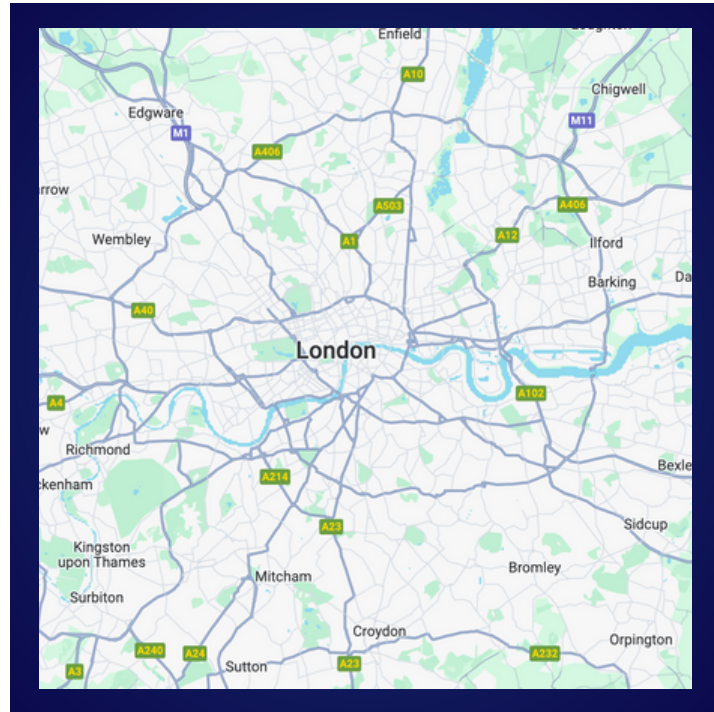 Enfield
A10
Chigwell
Edgware
M1
M11
A406
A503
A406
A1
A12
Wembley
Ilford
Barking
A40
London
A102
A4
Richmond
A214
Sidcup
A23
Kingston
upon Thames
Mitcham
Bromley
Surbiton
Croydon
Orpington
A240
A24
A232
A23
Sutton
A3